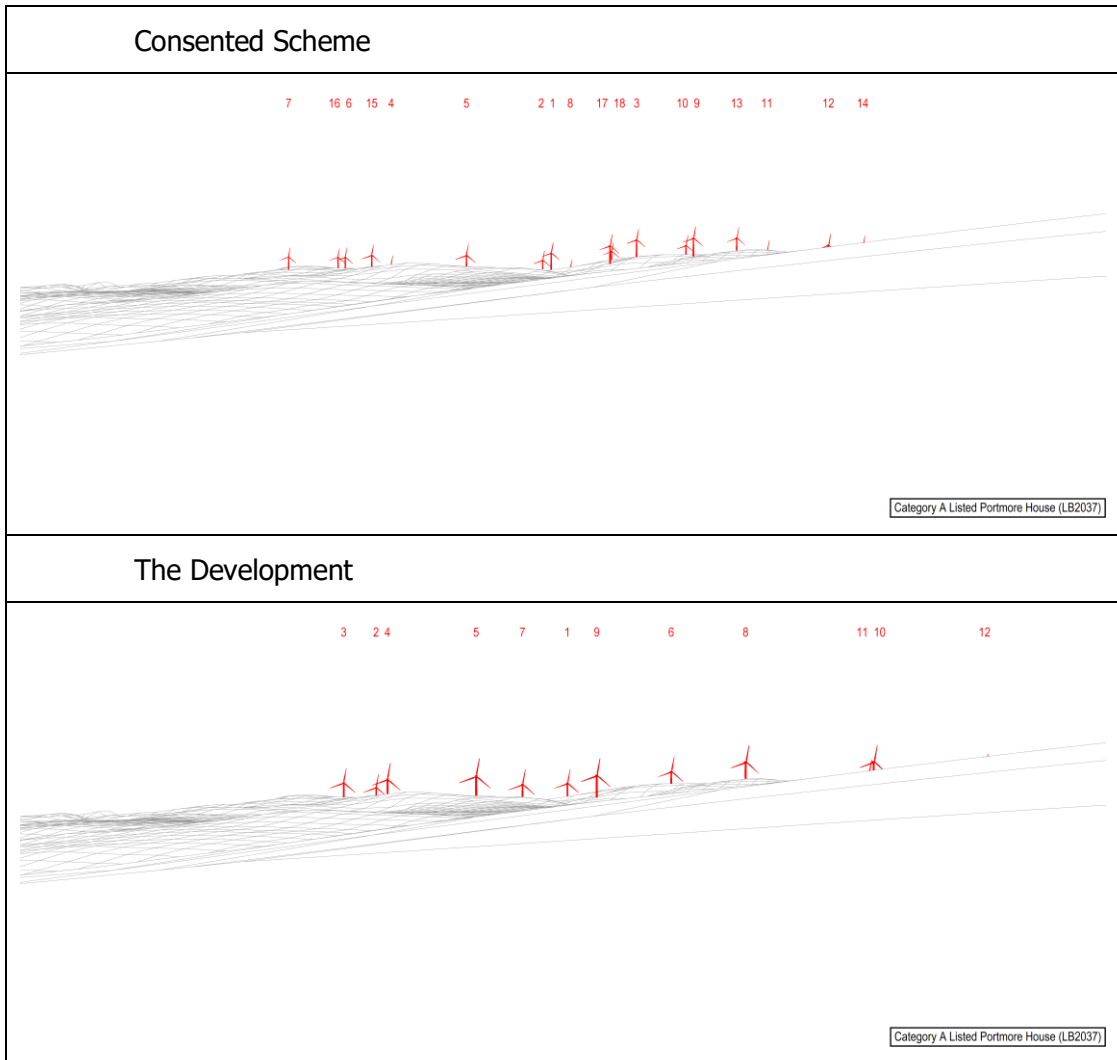 Consented Scheme
7 16 6 15 4 5 2 1 8 17 18 3 10 9 13 11 12 14
Category A Listed Portmore House (LB2037)
The Development
3 2 4 5 7 1 9 6 8 11 10 12
Category A Listed Portmore House (LB2037)